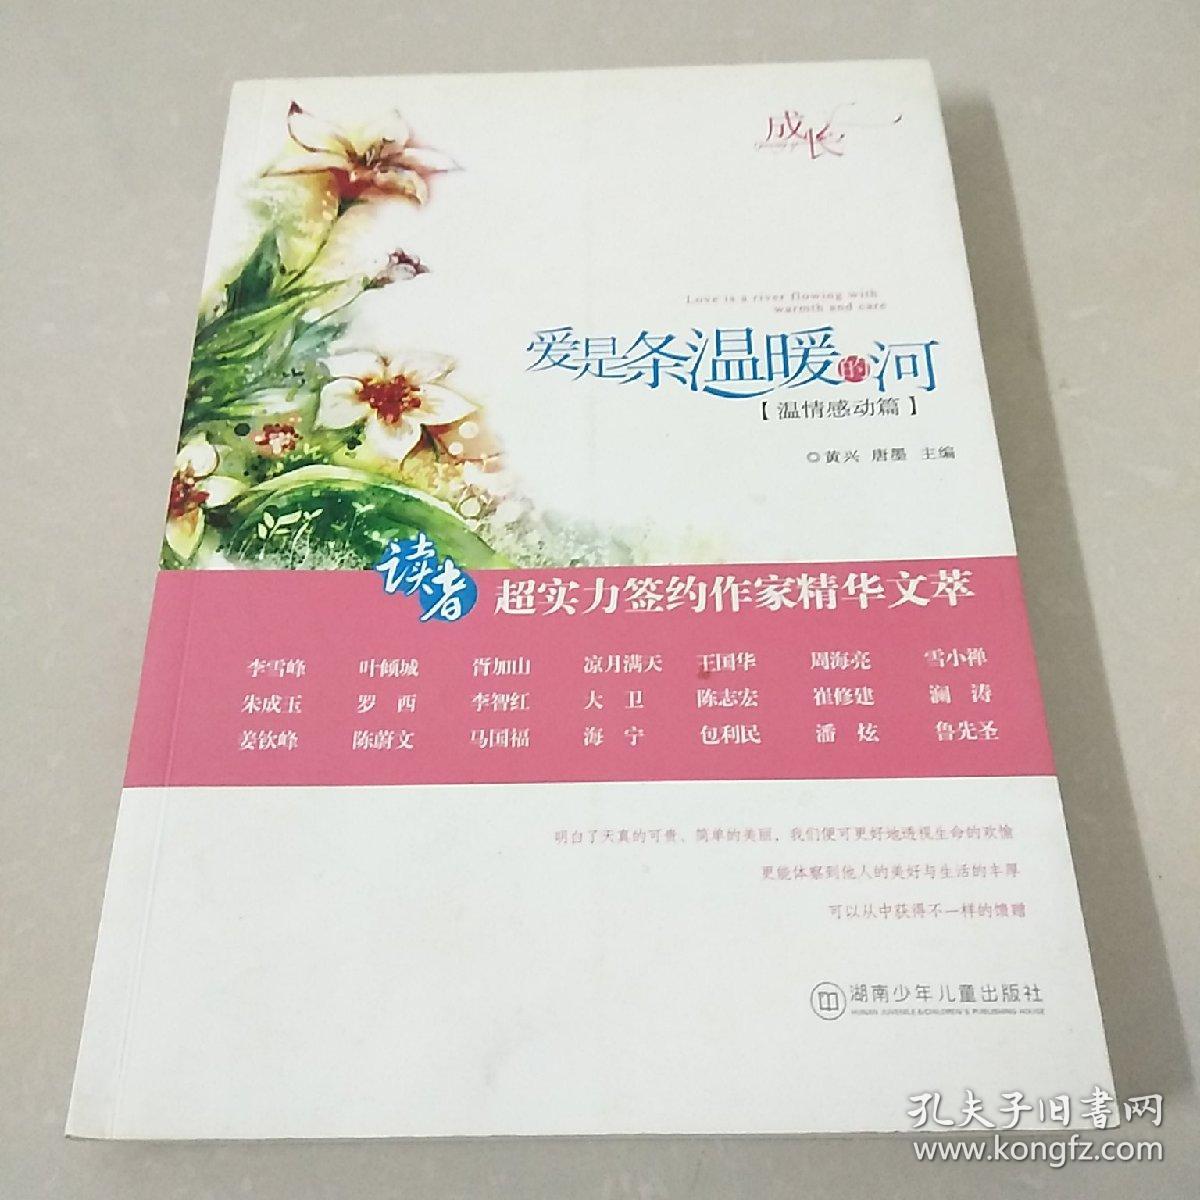 成长
Love is a river flowing with
warmth and care
爱是条温暖的河
【温情感动篇】
◎黄兴 唐墨 主编
读者 超实力签约作家精华文萃
李雪峰 叶倾城 胥加山 凉月满天 王国华 周海亮 雪小禅
朱成玉 罗西 李智红 大卫 陈志宏 崔修建 澜涛
姜钦峰 陈蔚文 马国福 海宁 包利民 潘炫 鲁先圣
明白了天真的可贵、简单的美丽，我们便可更好地透视生命的欢愉
更能体察到他人的美好与生活的丰厚
可以从中获得不一样的馈赠
湖南少年儿童出版社
HUNAN JUVENILE & CHILDREN'S PUBLISHING HOUSE
孔夫子旧书网
www.kongfz.com